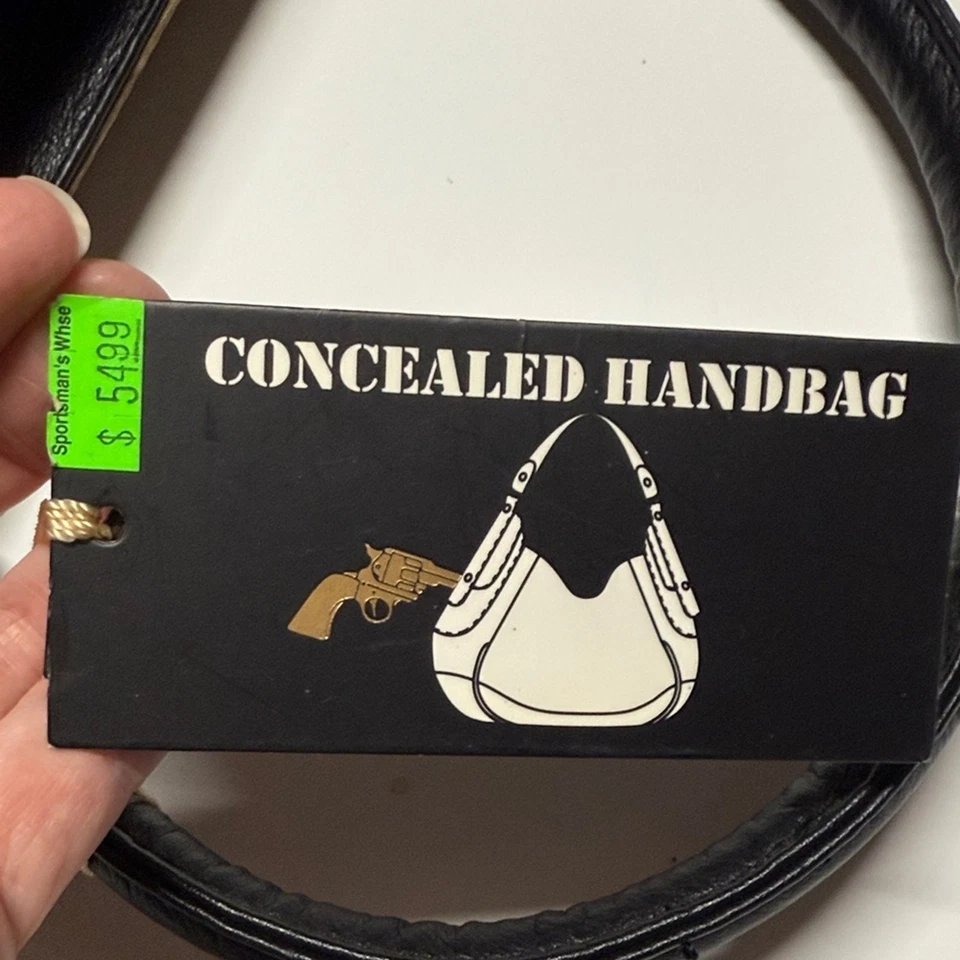 CONCEALED HANDBAG
Sportsman's Whse
$ 5499